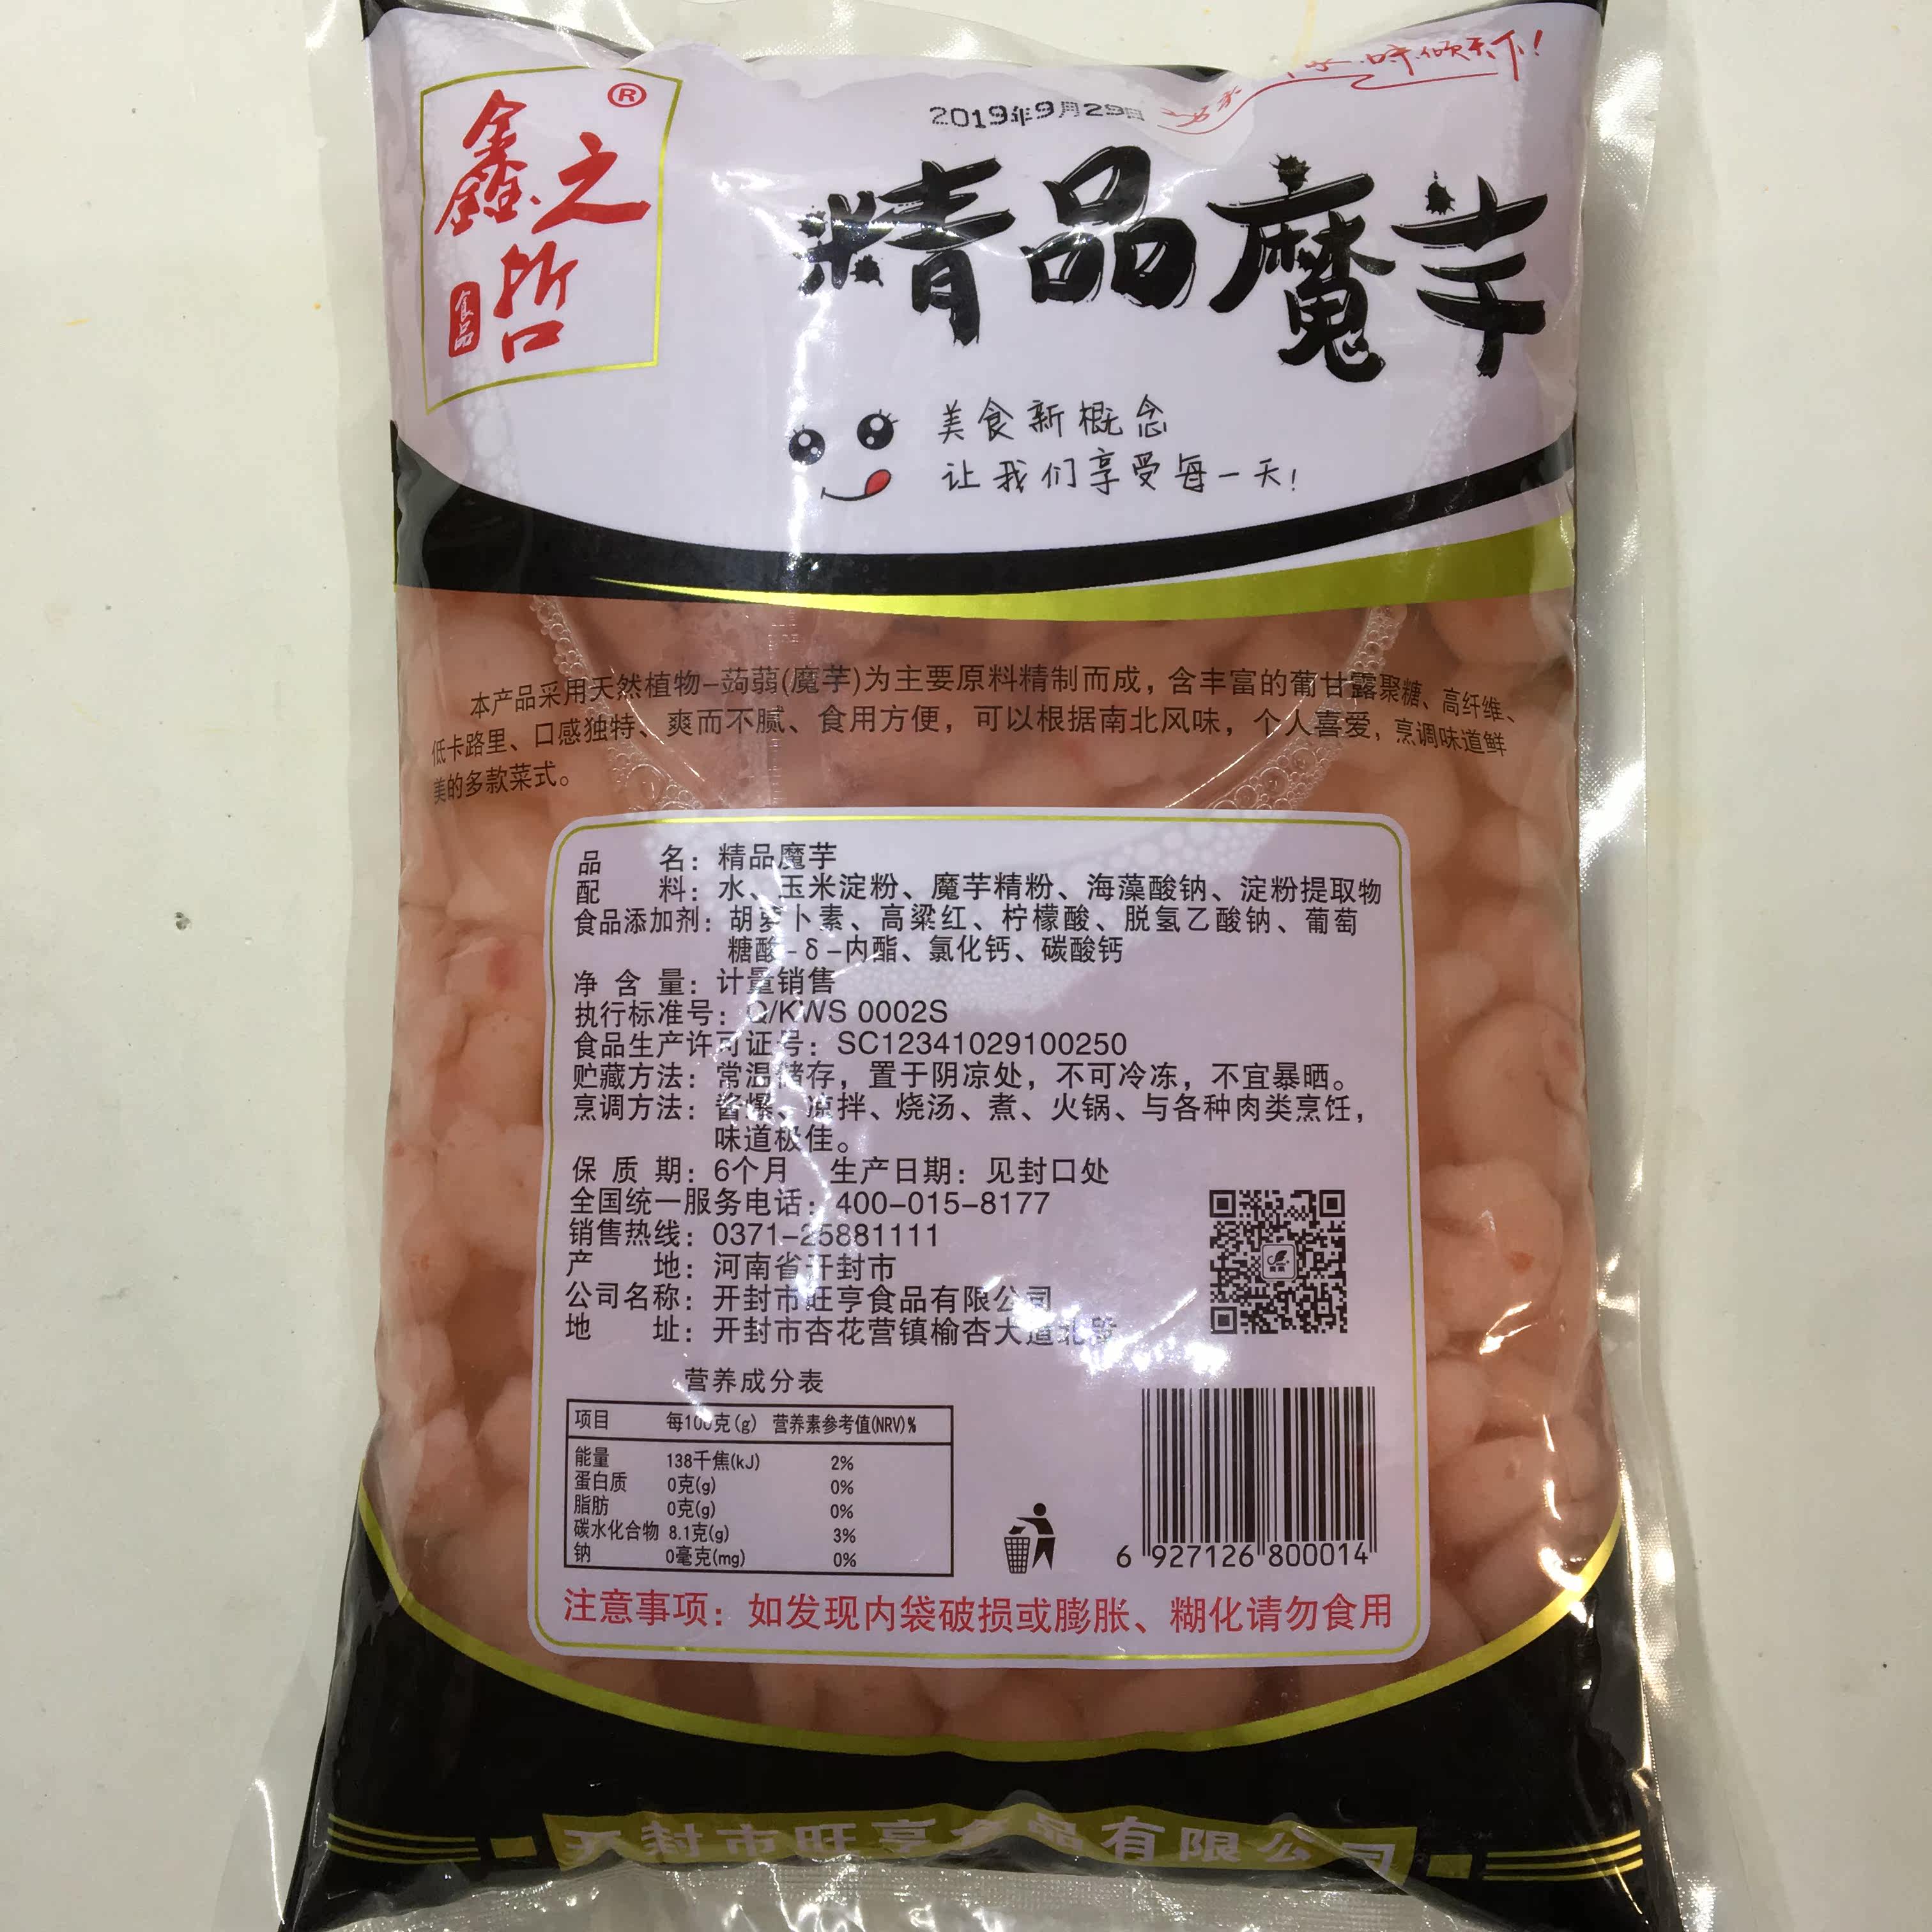 鑫之哲
®
食品
2019年9月29日
味倾天下!
精品魔芋
美食新概念
让我们享受每一天!
本产品采用天然植物-蒟蒻(魔芋)为主要原料精制而成，含丰富的葡甘露聚糖、高纤维、
低卡路里、口感独特、爽而不腻、食用方便，可以根据南北风味，个人喜爱，烹调味道鲜
美的多款菜式。
品 名：精品魔芋
配 料：水、玉米淀粉、魔芋精粉、海藻酸钠、淀粉提取物
食品添加剂：胡萝卜素、高粱红、柠檬酸、脱氢乙酸钠、葡萄
糖酸-δ-内酯、氯化钙、碳酸钙
净 含 量：计量销售
执行标准号：Q/KWS 0002S
食品生产许可证号：SC12341029100250
贮藏方法：常温储存，置于阴凉处，不可冷冻，不宜暴晒。
烹调方法：酱爆、凉拌、烧汤、煮、火锅、与各种肉类烹饪，
味道极佳。
保 质 期：6个月 生产日期：见封口处
全国统一服务电话：400-015-8177
销售热线：0371-25881111
产 地：河南省开封市
公司名称：开封市旺亨食品有限公司
地 址：开封市杏花营镇榆杏大道北段
营养成分表
项目 每100克(g) 营养素参考值(NRV)%
能量 138千焦(kJ) 2%
蛋白质 0克(g) 0%
脂肪 0克(g) 0%
碳水化合物 8.1克(g) 3%
钠 0毫克(mg) 0%
6 927126 800014
注意事项：如发现内袋破损或膨胀、糊化请勿食用
开封市旺亨食品有限公司